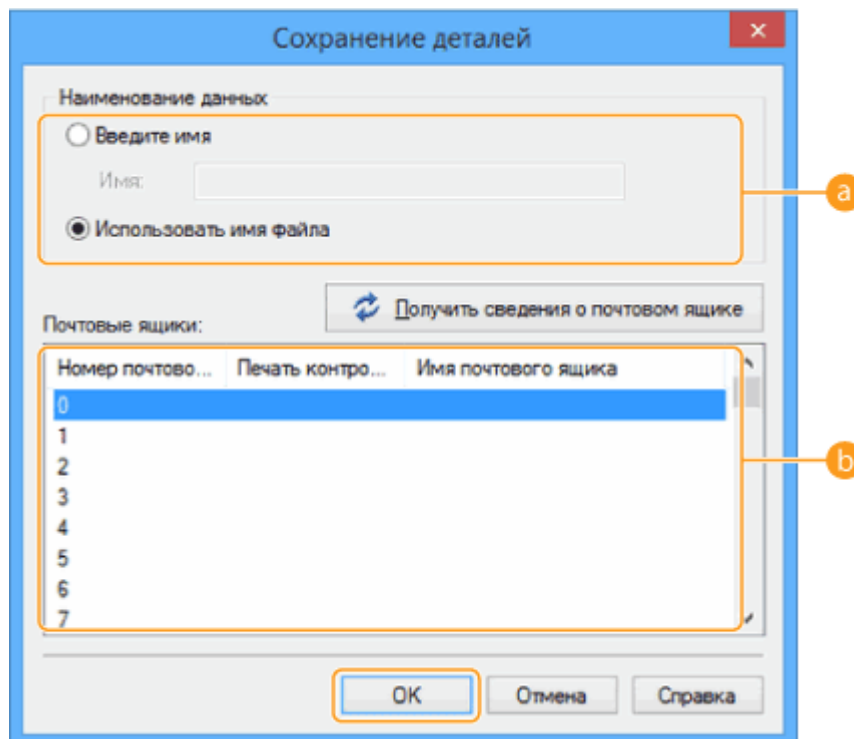 Сохранение деталей
Наименование данных
Введите имя
Имя:
a
Использовать имя файла
Получить сведения о почтовом ящике
Почтовые ящики:
Номер почтово... Печать контро... Имя почтового ящика
0
1
2
b
3
4
5
6
7
OK Отмена Справка